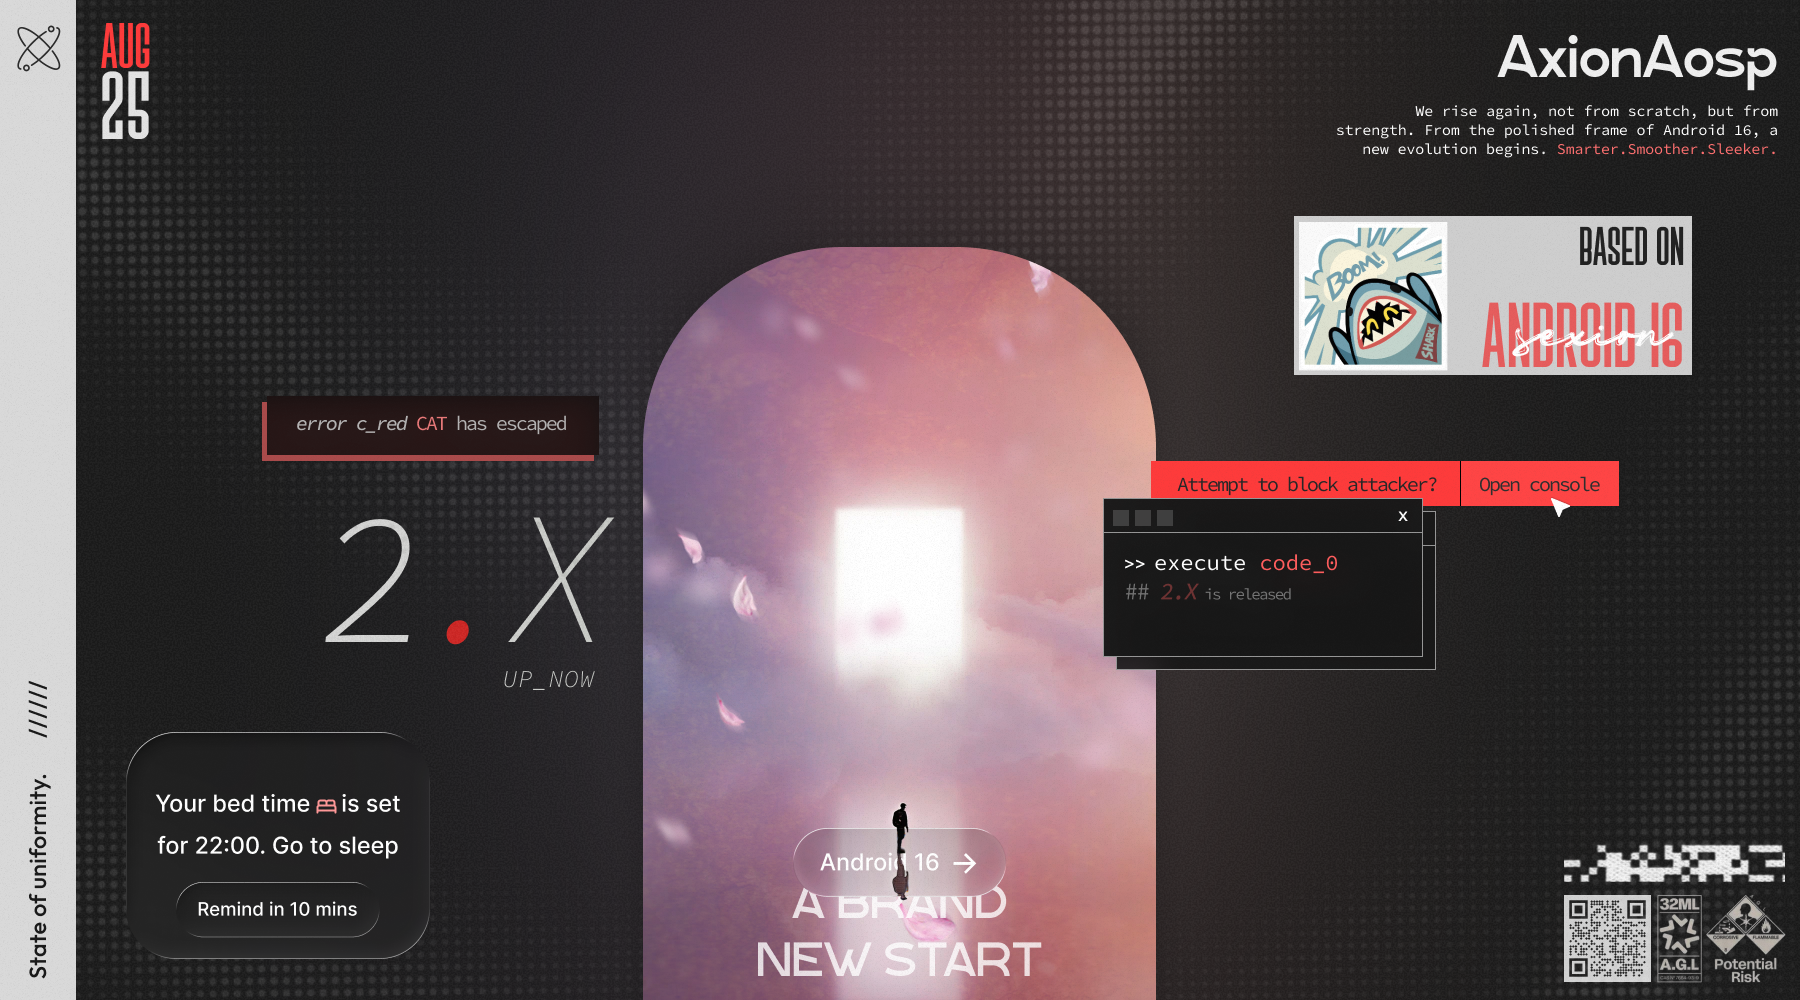 AUG
25
AxionAosp
We rise again, not from scratch, but from
strength. From the polished frame of Android 16, a
new evolution begins. Smarter.Smoother.Sleeker.
BOOM!
SHARK
BASED ON
ANDROID 16
sexion
error c_red CAT has escaped
2.X
UP_NOW
Attempt to block attacker?
Open console
x
>> execute code_0
## 2.X is released
Your bed time is set
for 22:00. Go to sleep
Remind in 10 mins
Android 16 →
A BRAND
NEW START
State of uniformity. //////
32ML
A.G.L
CORROSIVE
FLAMMABLE
Potential
Risk